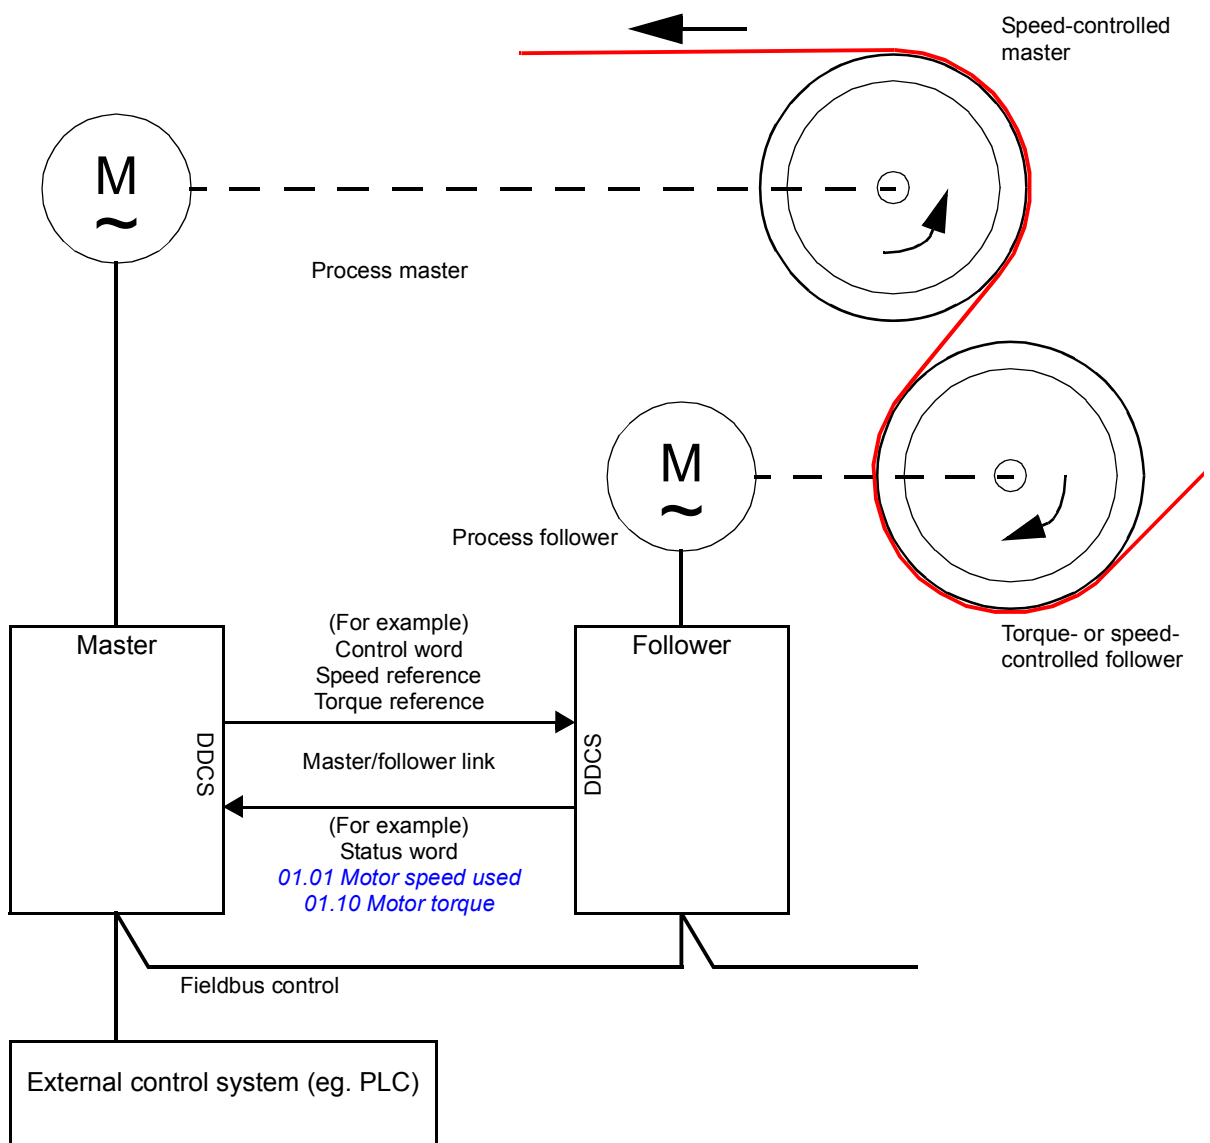 Speed-controlled
master
M
~
Process master
M
~
Process follower
Torque- or speed-
controlled follower
Master
(For example)
Control word
Speed reference
Torque reference
Follower
DDCS
Master/follower link
DDCS
(For example)
Status word
01.01 Motor speed used
01.10 Motor torque
Fieldbus control
External control system (eg. PLC)